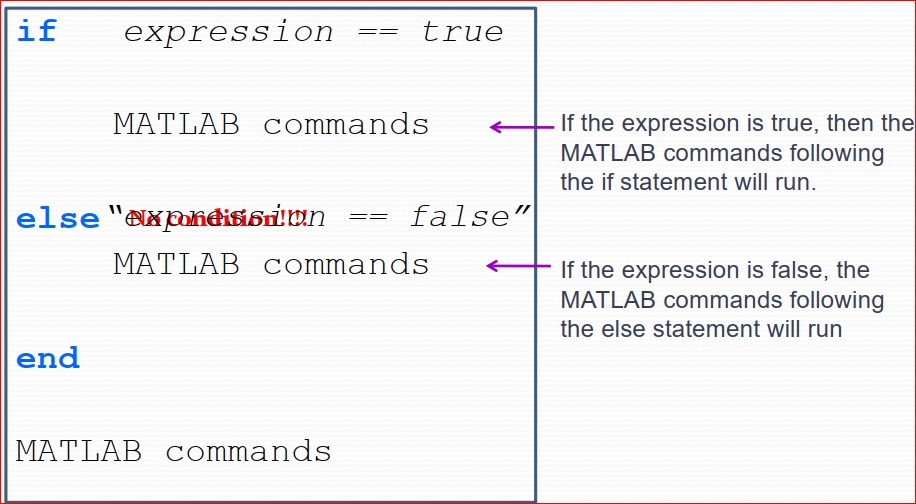 if expression == true
MATLAB commands
If the expression is true, then the
MATLAB commands following
the if statement will run.
else “expression == false”
No condition!!!
MATLAB commands
If the expression is false, the
MATLAB commands following
the else statement will run
end
MATLAB commands